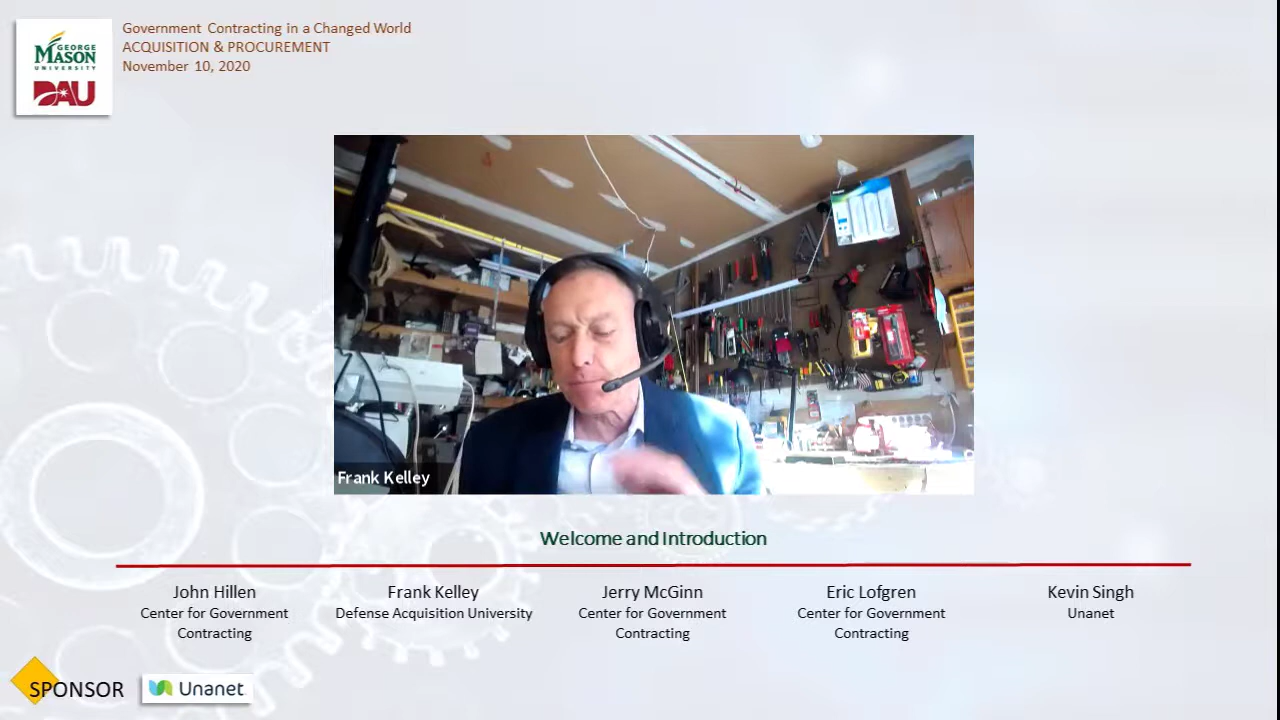 Government Contracting in a Changed World
ACQUISITION & PROCUREMENT
November 10, 2020
GEORGE
MASON
UNIVERSITY
DAU
Frank Kelley
Welcome and Introduction
John Hillen
Center for Government
Contracting
Frank Kelley
Defense Acquisition University
Jerry McGinn
Center for Government
Contracting
Eric Lofgren
Center for Government
Contracting
Kevin Singh
Unanet
SPONSOR
Unanet